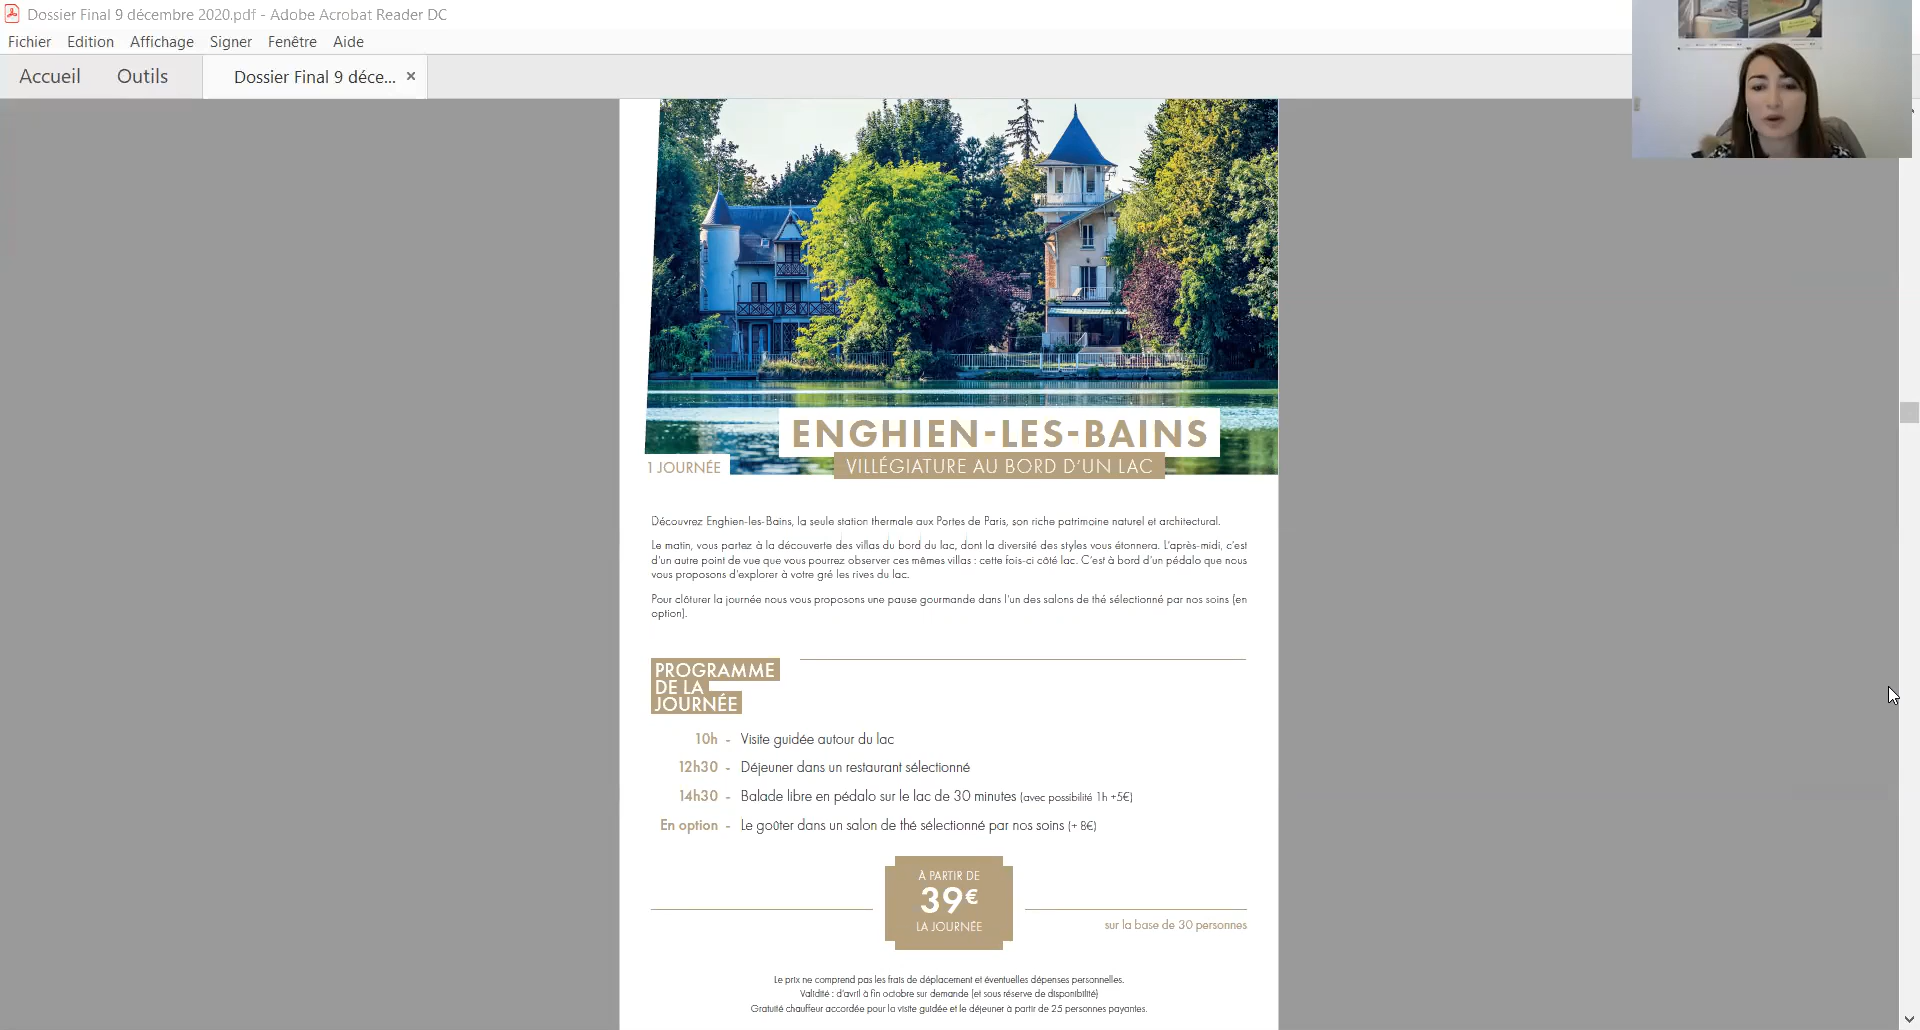 Dossier Final 9 décembre 2020.pdf - Adobe Acrobat Reader DC
Fichier Edition Affichage Signer Fenêtre Aide
Accueil Outils Dossier Final 9 déce... ×
ENGHIEN-LES-BAINS
1 JOURNÉE VILLÉGIATURE AU BORD D'UN LAC
Découvrez Enghien-les-Bains, la seule station thermale aux Portes de Paris, son riche patrimoine naturel et architectural.
Le matin, vous partez à la découverte des villas du bord du lac, dont la diversité des styles vous étonnera. L'après-midi, c'est
d'un autre point de vue que vous pourrez observer ces mêmes villas : cette fois-ci côté lac. C'est à bord d'un pédalo que nous
vous proposons d'explorer à votre gré les rives du lac.
Pour clôturer la journée nous vous proposons une pause gourmande dans l'un des salons de thé sélectionné par nos soins (en
option).
PROGRAMME
DE LA
JOURNÉE
10h - Visite guidée autour du lac
12h30 - Déjeuner dans un restaurant sélectionné
14h30 - Balade libre en pédalo sur le lac de 30 minutes (avec possibilité 1h +5€)
En option - Le goûter dans un salon de thé sélectionné par nos soins (+ 8€)
À PARTIR DE
39€
LA JOURNÉE
sur la base de 30 personnes
Le prix ne comprend pas les frais de déplacement et éventuelles dépenses personnelles.
Validité : d'avril à fin octobre sur demande (et sous réserve de disponibilité)
Gratuité chauffeur accordée pour la visite guidée et le déjeuner à partir de 25 personnes payantes.